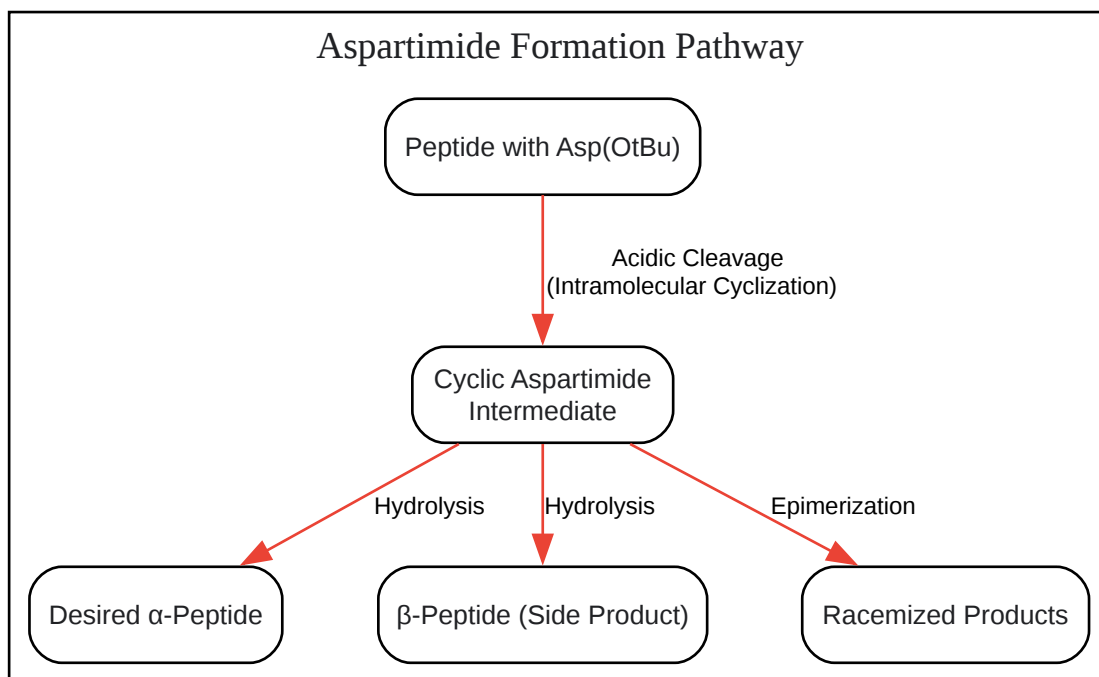 Aspartimide Formation Pathway
Peptide with Asp(OtBu)
Acidic Cleavage
(Intramolecular Cyclization)
Cyclic Aspartimide
Intermediate
Hydrolysis
Hydrolysis
Epimerization
Desired α-Peptide
β-Peptide (Side Product)
Racemized Products